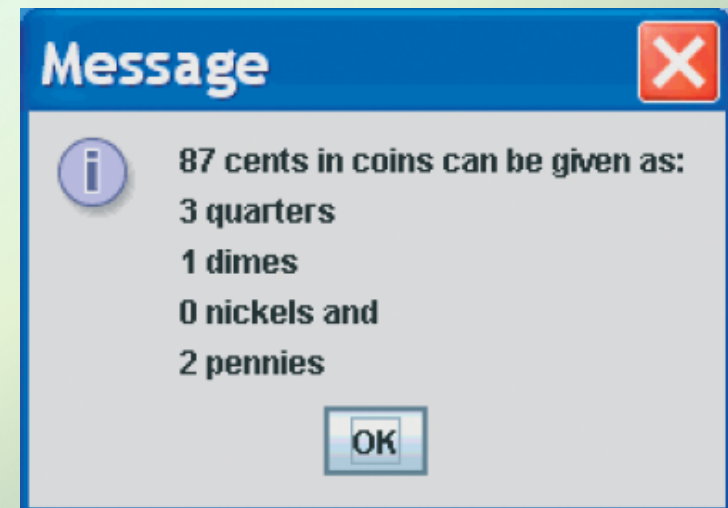 Message
87 cents in coins can be given as:
3 quarters
1 dimes
0 nickels and
2 pennies
OK